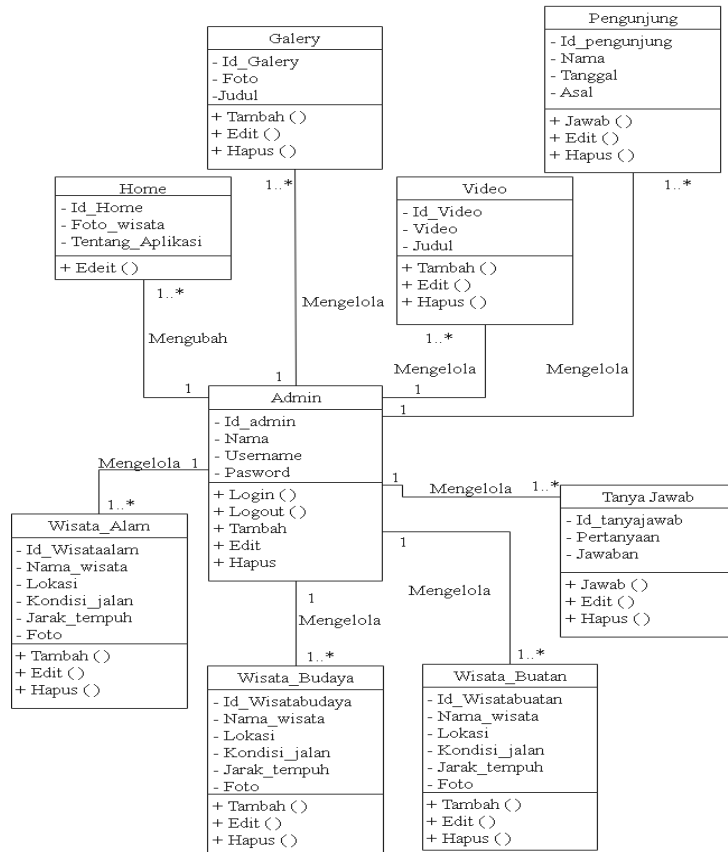 Galery
- Id_Galery
- Foto
-Judul
+ Tambah ( )
+ Edit ( )
+ Hapus ( )
1..*
Pengunjung
- Id_pengunjung
- Nama
- Tanggal
- Asal
+ Jawab ( )
+ Edit ( )
+ Hapus ( )
1..*
Home
- Id_Home
- Foto_wisata
- Tentang_Aplikasi
+ Edeit ( )
1..*
Video
- Id_Video
- Video
- Judul
+ Tambah ( )
+ Edit ( )
+ Hapus ( )
1..*
Mengelola
Mengubah
Mengelola
Mengelola
1
1
1
1
Admin
- Id_admin
- Nama
- Username
- Pasword
+ Login ( )
+ Logout ( )
+ Tambah
+ Edit
+ Hapus
Mengelola
1
1..*
1
Mengelola
1..*
Wisata_Alam
- Id_Wisataalam
- Nama_wisata
- Lokasi
- Kondisi_jalan
- Jarak_tempuh
- Foto
+ Tambah ( )
+ Edit ( )
+ Hapus ( )
Tanya Jawab
- Id_tanyajawab
- Pertanyaan
- Jawaban
+ Jawab ( )
+ Edit ( )
+ Hapus ( )
1
Mengelola
1..*
1
Mengelola
1..*
Wisata_Budaya
- Id_Wisatabudaya
- Nama_wisata
- Lokasi
- Kondisi_jalan
- Jarak_tempuh
- Foto
+ Tambah ( )
+ Edit ( )
+ Hapus ( )
Wisata_Buatan
- Id_Wisatabuatan
- Nama_wisata
- Lokasi
- Kondisi_jalan
- Jarak_tempuh
- Foto
+ Tambah ( )
+ Edit ( )
+ Hapus ( )